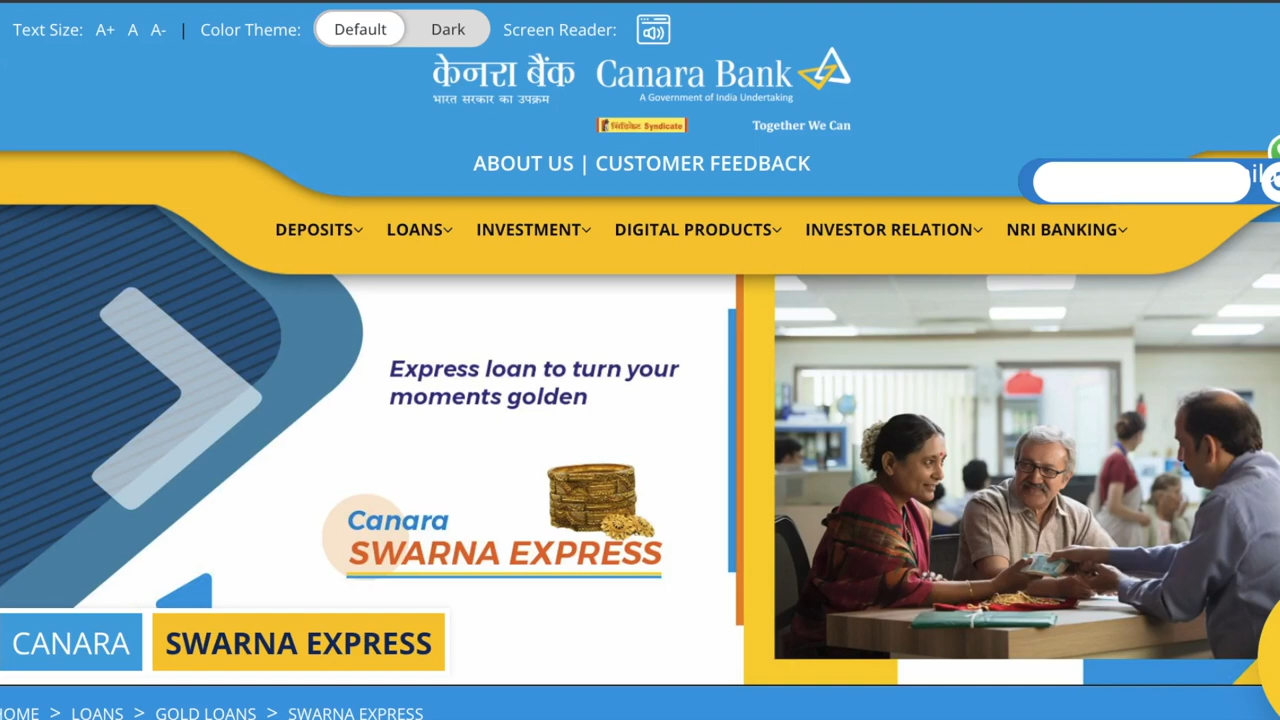 Text Size: A+ A A- | Color Theme: Default Dark Screen Reader:
केनरा बैंक Canara Bank
भारत सरकार का उपक्रम A Government of India Undertaking
सिंडिकेट Syndicate Together We Can
ABOUT US | CUSTOMER FEEDBACK
DEPOSITS LOANS INVESTMENT DIGITAL PRODUCTS INVESTOR RELATION NRI BANKING
Express loan to turn your
moments golden
Canara
SWARNA EXPRESS
CANARA SWARNA EXPRESS
HOME > LOANS > GOLD LOANS > SWARNA EXPRESS